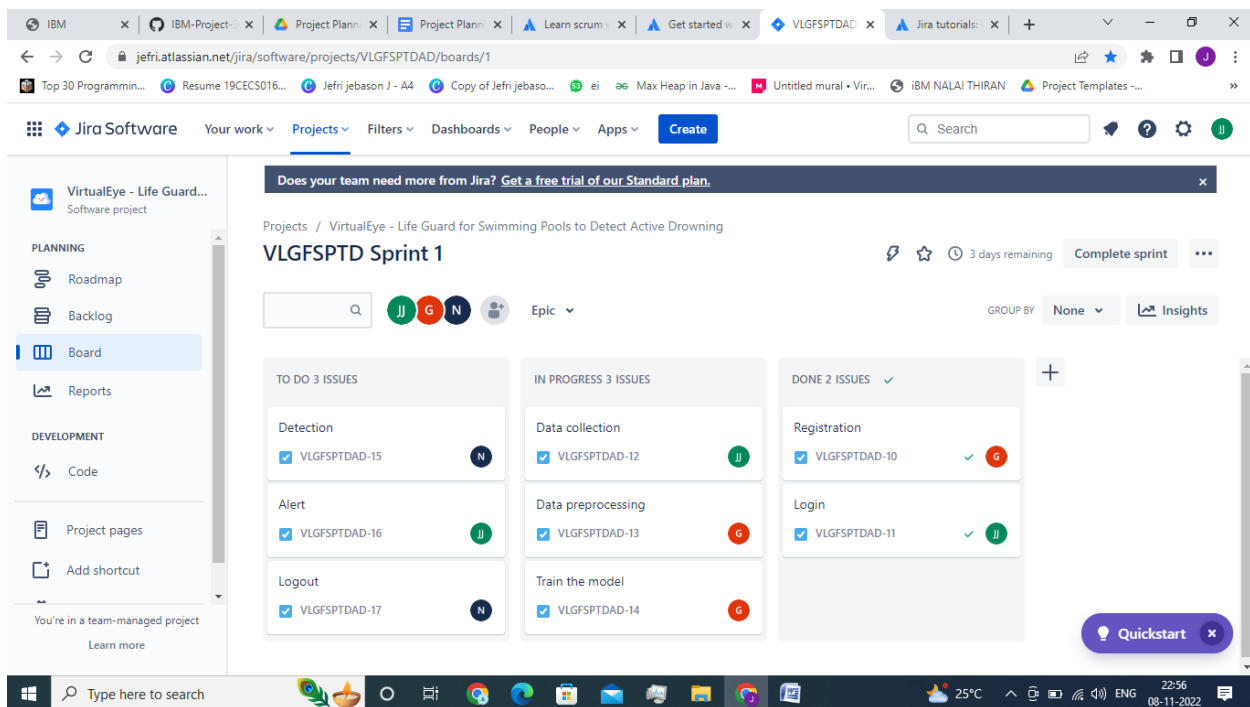 IBM
IBM-Project-3
Project Plann
Project Plann
Learn scrum w
Get started w
VLGFSPTDAD
Jira tutorials:
jefri.atlassian.net/jira/software/projects/VLGFSPTDAD/boards/1
J
Top 30 Programmin...
Resume 19CECS016...
Jefri jebason J - A4
Copy of Jefri jebaso...
ei
Max Heap in Java -...
Untitled mural • Vir...
iBM NALAI THIRAN
Project Templates -...
»
Jira Software
Your work
Projects
Filters
Dashboards
People
Apps
Create
Search
JJ
VirtualEye - Life Guard...
Software project
PLANNING
Roadmap
Backlog
Board
Reports
DEVELOPMENT
Code
Project pages
Add shortcut
You're in a team-managed project
Learn more
Does your team need more from Jira? Get a free trial of our Standard plan.
Projects / VirtualEye - Life Guard for Swimming Pools to Detect Active Drowning
VLGFSPTD Sprint 1
3 days remaining
Complete sprint
JJ
G
N
Epic
GROUP BY
None
Insights
TO DO 3 ISSUES
Detection
VLGFSPTDAD-15
N
Alert
VLGFSPTDAD-16
JJ
Logout
VLGFSPTDAD-17
N
IN PROGRESS 3 ISSUES
Data collection
VLGFSPTDAD-12
JJ
Data preprocessing
VLGFSPTDAD-13
G
Train the model
VLGFSPTDAD-14
G
DONE 2 ISSUES
Registration
VLGFSPTDAD-10
G
Login
VLGFSPTDAD-11
JJ
Quickstart
Type here to search
25°C
ENG
22:56
08-11-2022